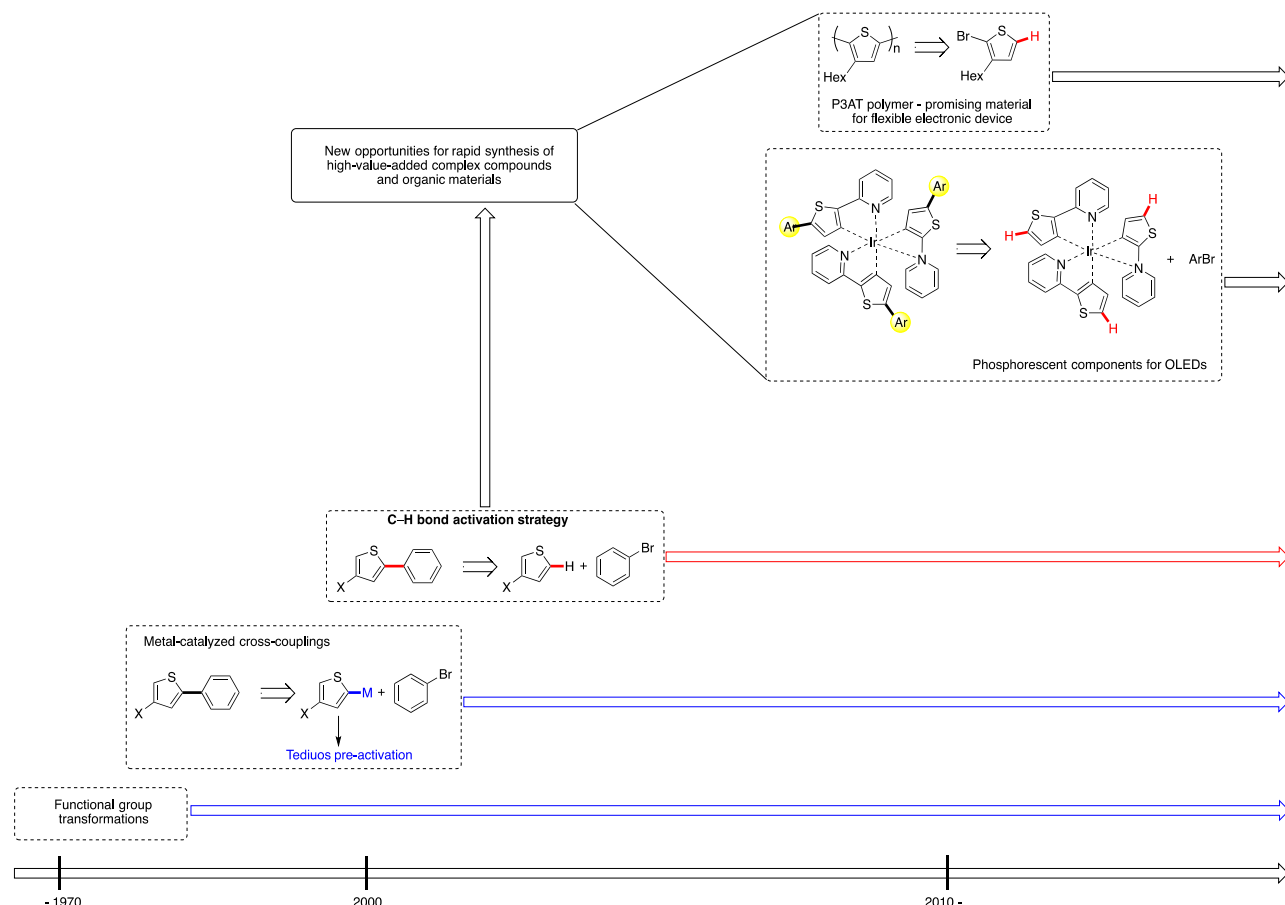 Br
S
H
S
n
Hex
Hex
P3AT polymer - promising material
for flexible electronic device
New opportunities for rapid synthesis of
high-value-added complex compounds
and organic materials
Ar
S
N
Ar
S
Ir
N
N
S
Ar
H
S
N
H
S
Ir
N
N
S
H
+ ArBr
Phosphorescent components for OLEDs
C–H bond activation strategy
S
X
S
H
+
Br
X
Metal-catalyzed cross-couplings
S
X
S
M
+
Br
X
Tediuos pre-activation
Functional group
transformations
- 1970
2000
2010 -